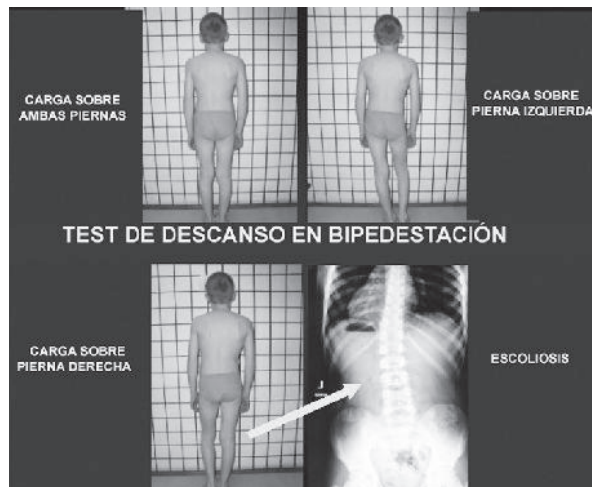 CARGA SOBRE
AMBAS PIERNAS
CARGA SOBRE
PIERNA IZQUIERDA
TEST DE DESCANSO EN BIPEDESTACIÓN
CARGA SOBRE
PIERNA DERECHA
ESCOLIOSIS